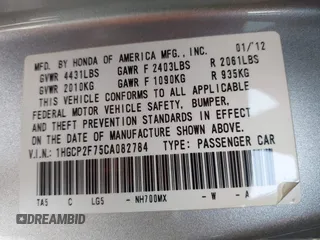 MFD. BY HONDA OF AMERICA MFG., INC. 01/12
GVWR 4431LBS GAWR F 2403LBS R 2061LBS
GVWR 2010KG GAWR F 1090KG R 935KG
THIS VEHICLE CONFORMS TO ALL APPLICABLE
FEDERAL MOTOR VEHICLE SAFETY, BUMPER,
AND THEFT PREVENTION STANDARDS IN EFFECT
ON THE DATE OF MANUFACTURE SHOWN ABOVE.
V.I.N: 1HGCP2F75CA082784 TYPE: PASSENGER CAR
TA5 C LG5 - NH700MX - W - A
DREAMBID